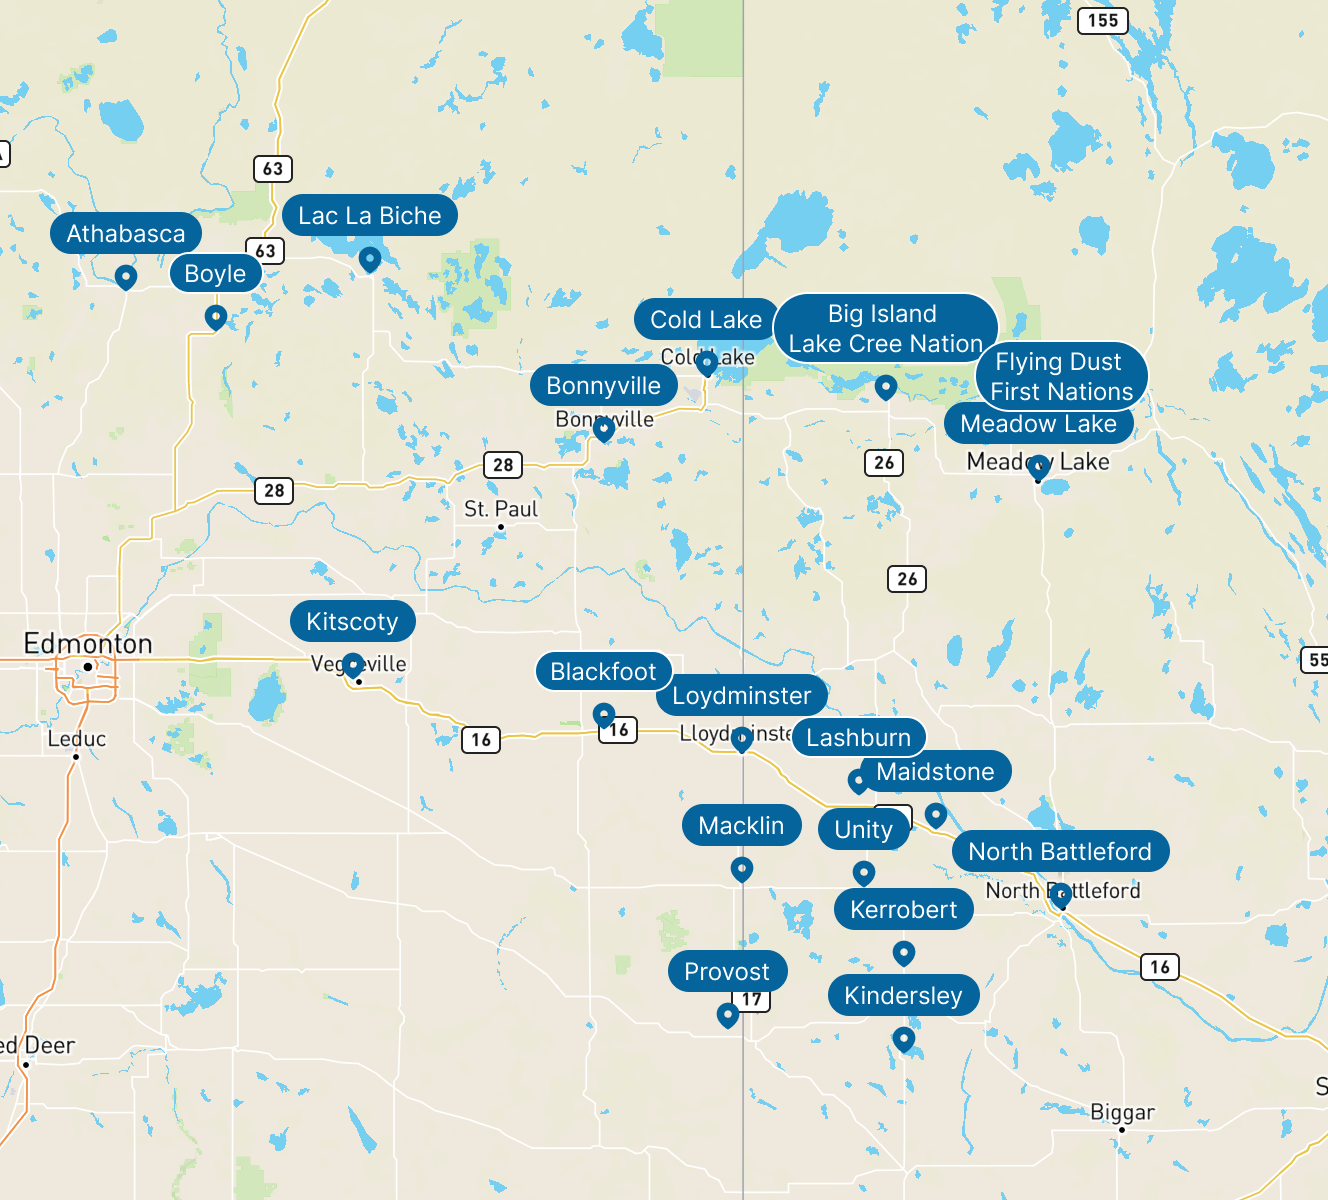 155
63
Lac La Biche
Athabasca
63
Boyle
Cold Lake
Big Island
Lake Cree Nation
Cold Lake
Flying Dust
First Nations
Bonnyville
Bonnyville
Meadow Lake
Meadow Lake
28
26
28
St. Paul
26
Kitscoty
Edmonton
Vegreville
55
Blackfoot
Loydminster
16
16
Leduc
Lloydminste
Lashburn
Maidstone
Macklin
Unity
North Battleford
North Battleford
Kerrobert
Provost
16
17
Kindersley
ed Deer
S
Biggar